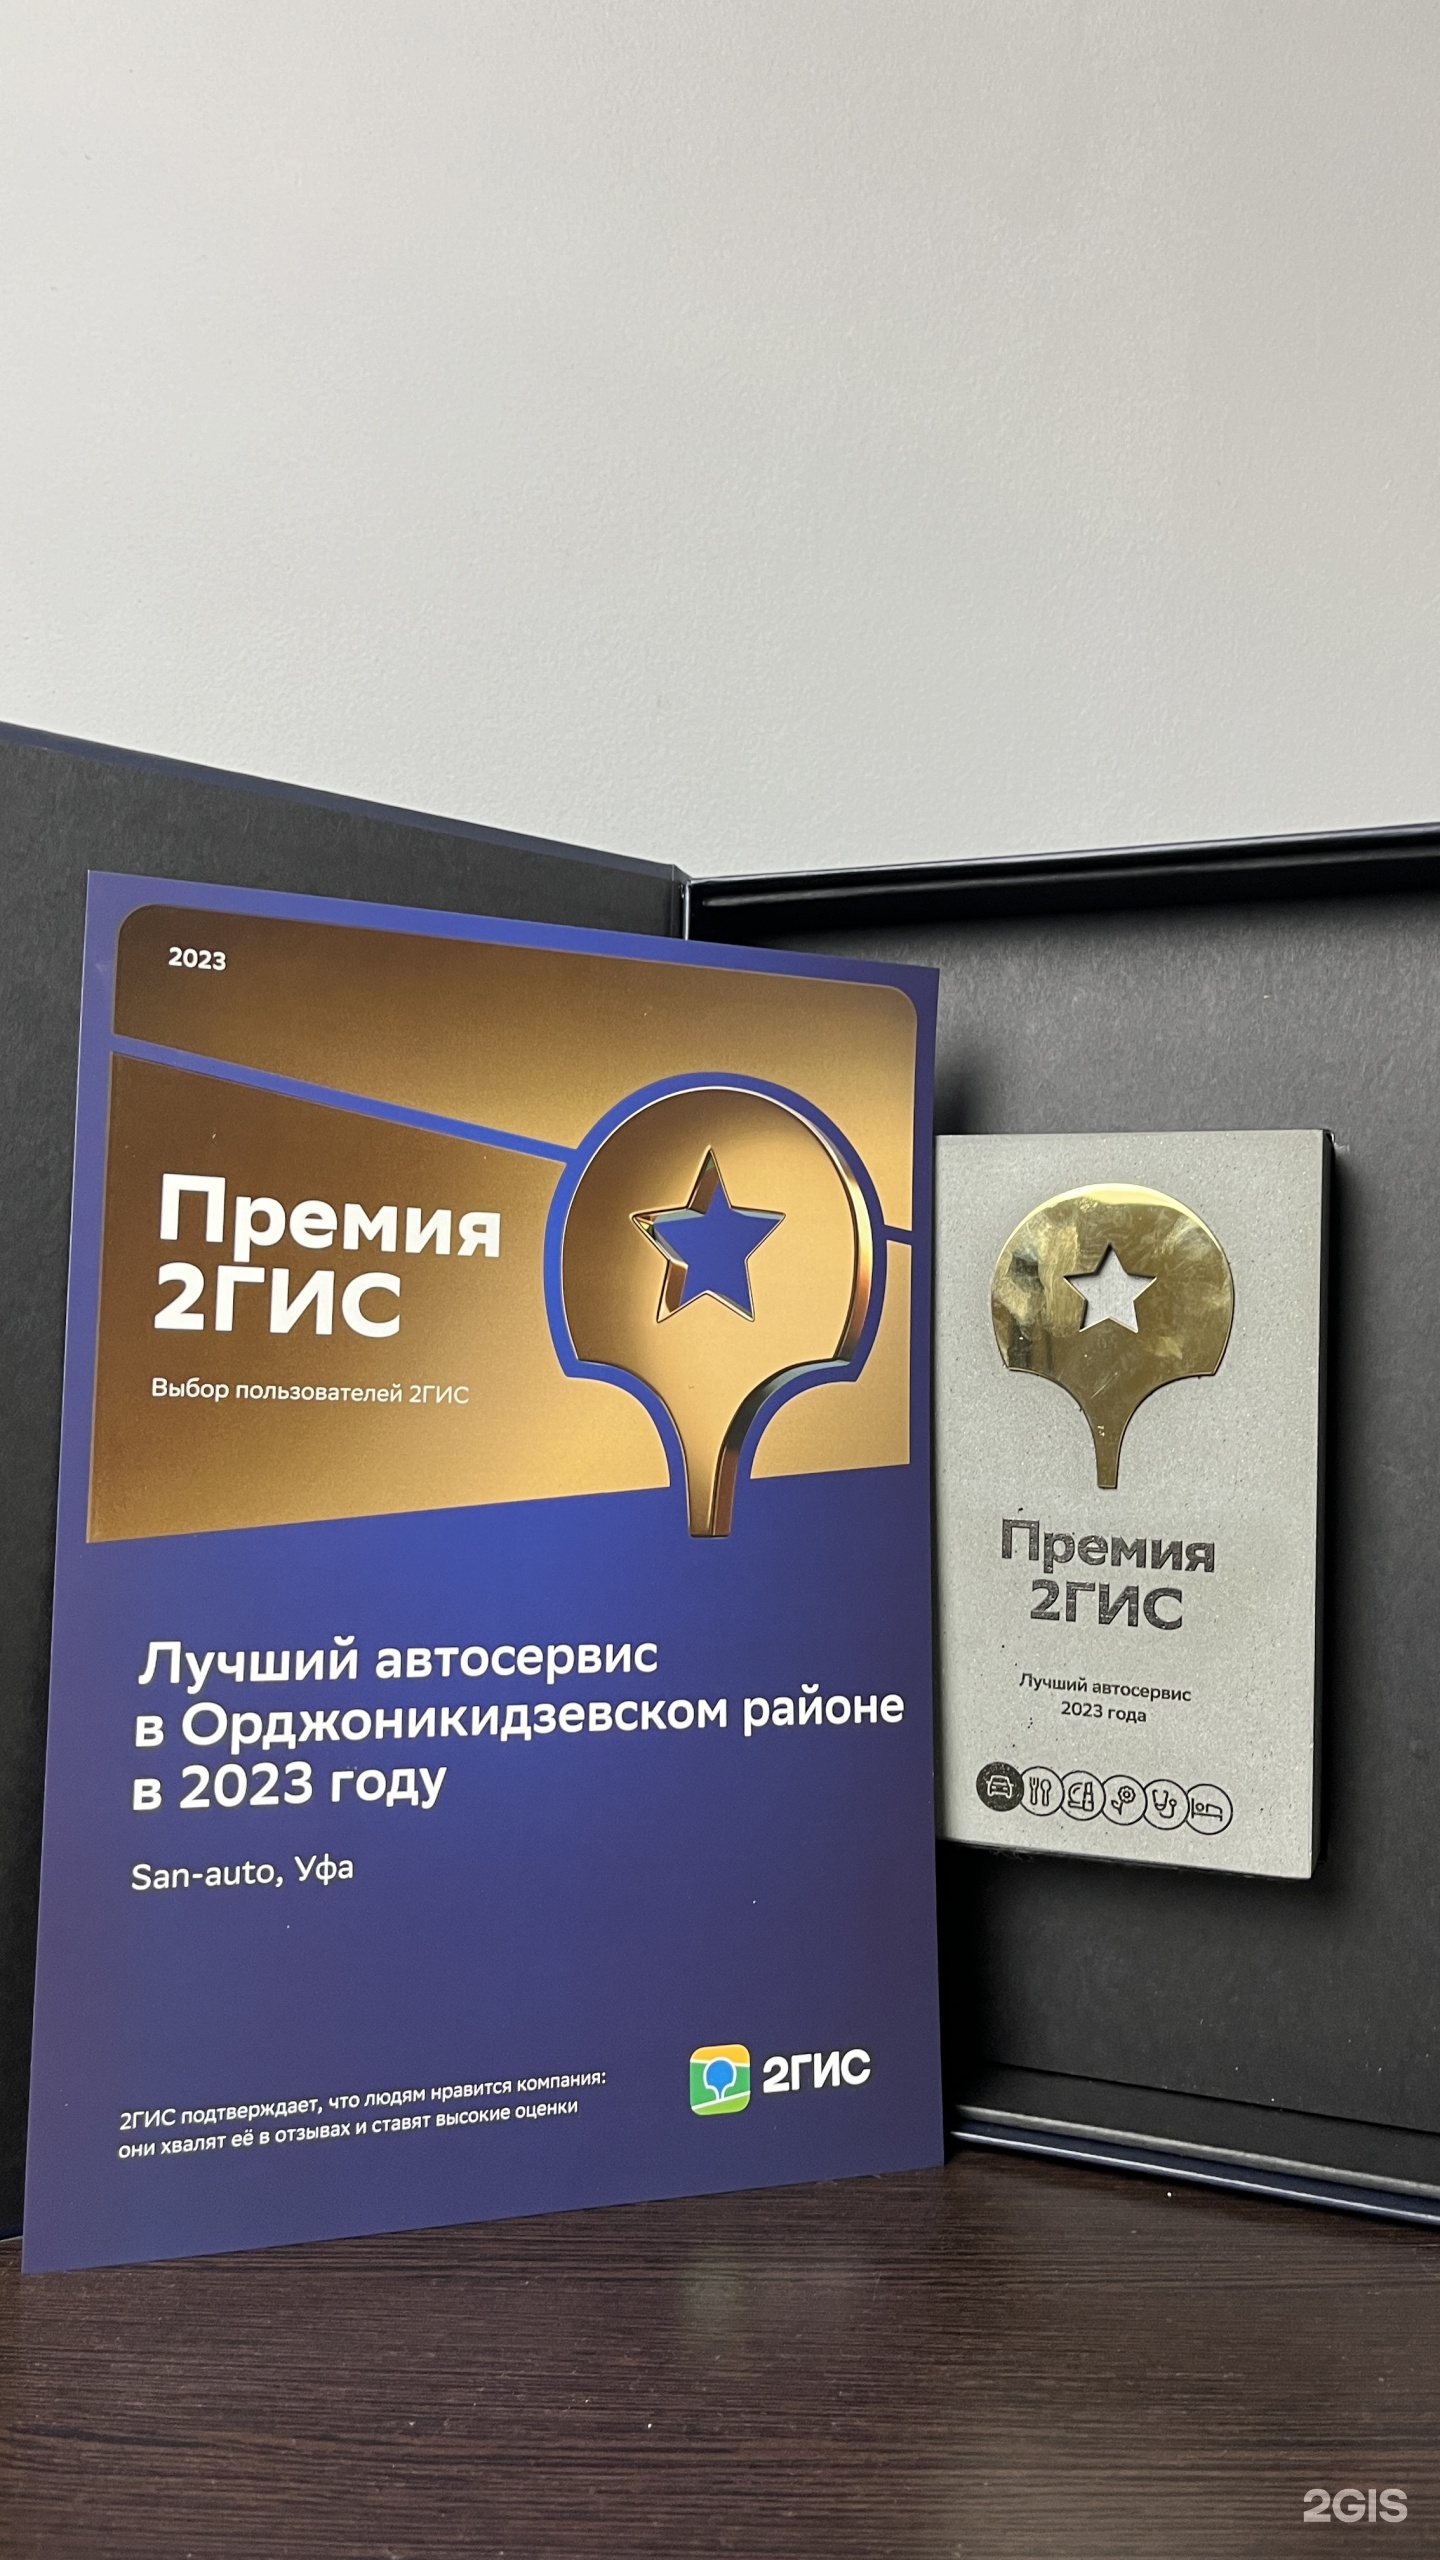 2023
Премия
2ГИС
Выбор пользователей 2ГИС
Лучший автосервис
в Орджоникидзевском районе
в 2023 году
San-auto, Уфа
2ГИС подтверждает, что людям нравится компания:
они хвалят её в отзывах и ставят высокие оценки
2ГИС
Премия
2ГИС
Лучший автосервис
2023 года
2GIS